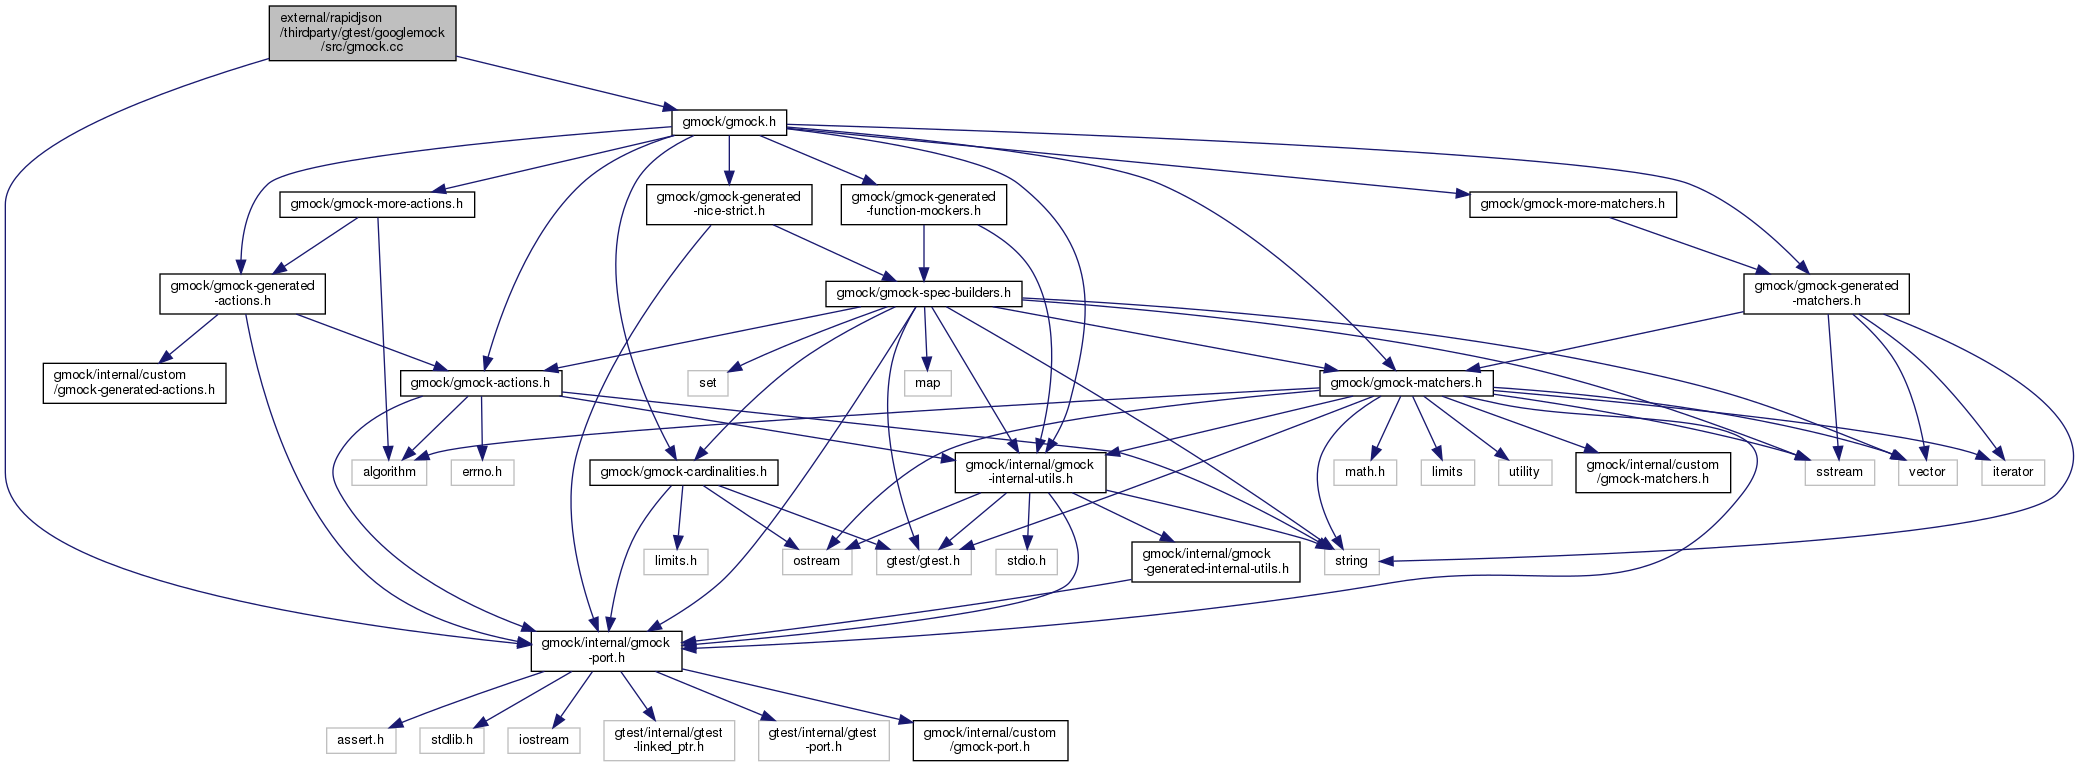 external/rapidjson
/thirdparty/gtest/googlemock
/src/gmock.cc
gmock/gmock.h
gmock/gmock-more-actions.h
gmock/gmock-generated
-nice-strict.h
gmock/gmock-generated
-function-mockers.h
gmock/gmock-more-matchers.h
gmock/gmock-generated
-actions.h
gmock/gmock-spec-builders.h
gmock/gmock-generated
-matchers.h
gmock/internal/custom
/gmock-generated-actions.h
gmock/gmock-actions.h
set
map
gmock/gmock-matchers.h
algorithm
errno.h
gmock/gmock-cardinalities.h
gmock/internal/gmock
-internal-utils.h
math.h
limits
utility
gmock/internal/custom
/gmock-matchers.h
sstream
vector
iterator
limits.h
ostream
gtest/gtest.h
stdio.h
gmock/internal/gmock
-generated-internal-utils.h
string
gmock/internal/gmock
-port.h
assert.h
stdlib.h
iostream
gtest/internal/gtest
-linked_ptr.h
gtest/internal/gtest
-port.h
gmock/internal/custom
/gmock-port.h